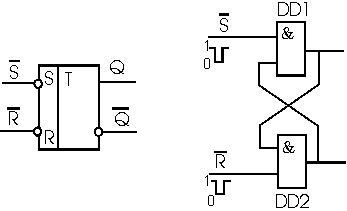 S̅ S T Q
R̅ R Q̅
DD1
S̅ &
1
0
&
R̅
1
0
DD2